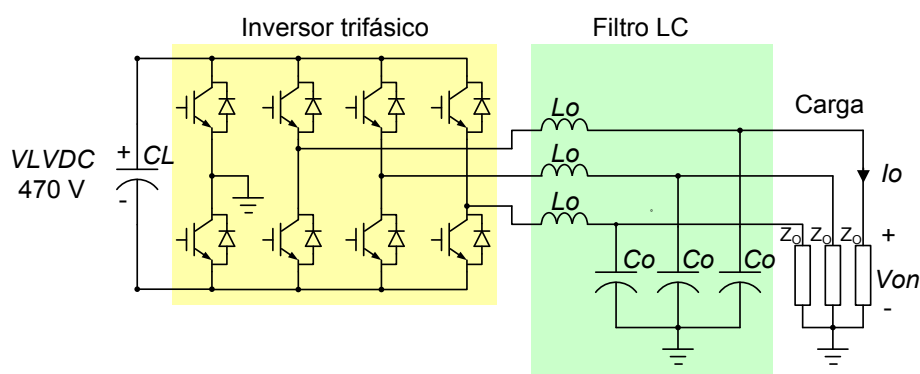 Inversor trifásico
Filtro LC
Lo
Carga
VLVDC
470 V
+
CL
-
Lo
Lo
Io
Co
Co
Co
Zo
Zo
Zo
+
Von
-